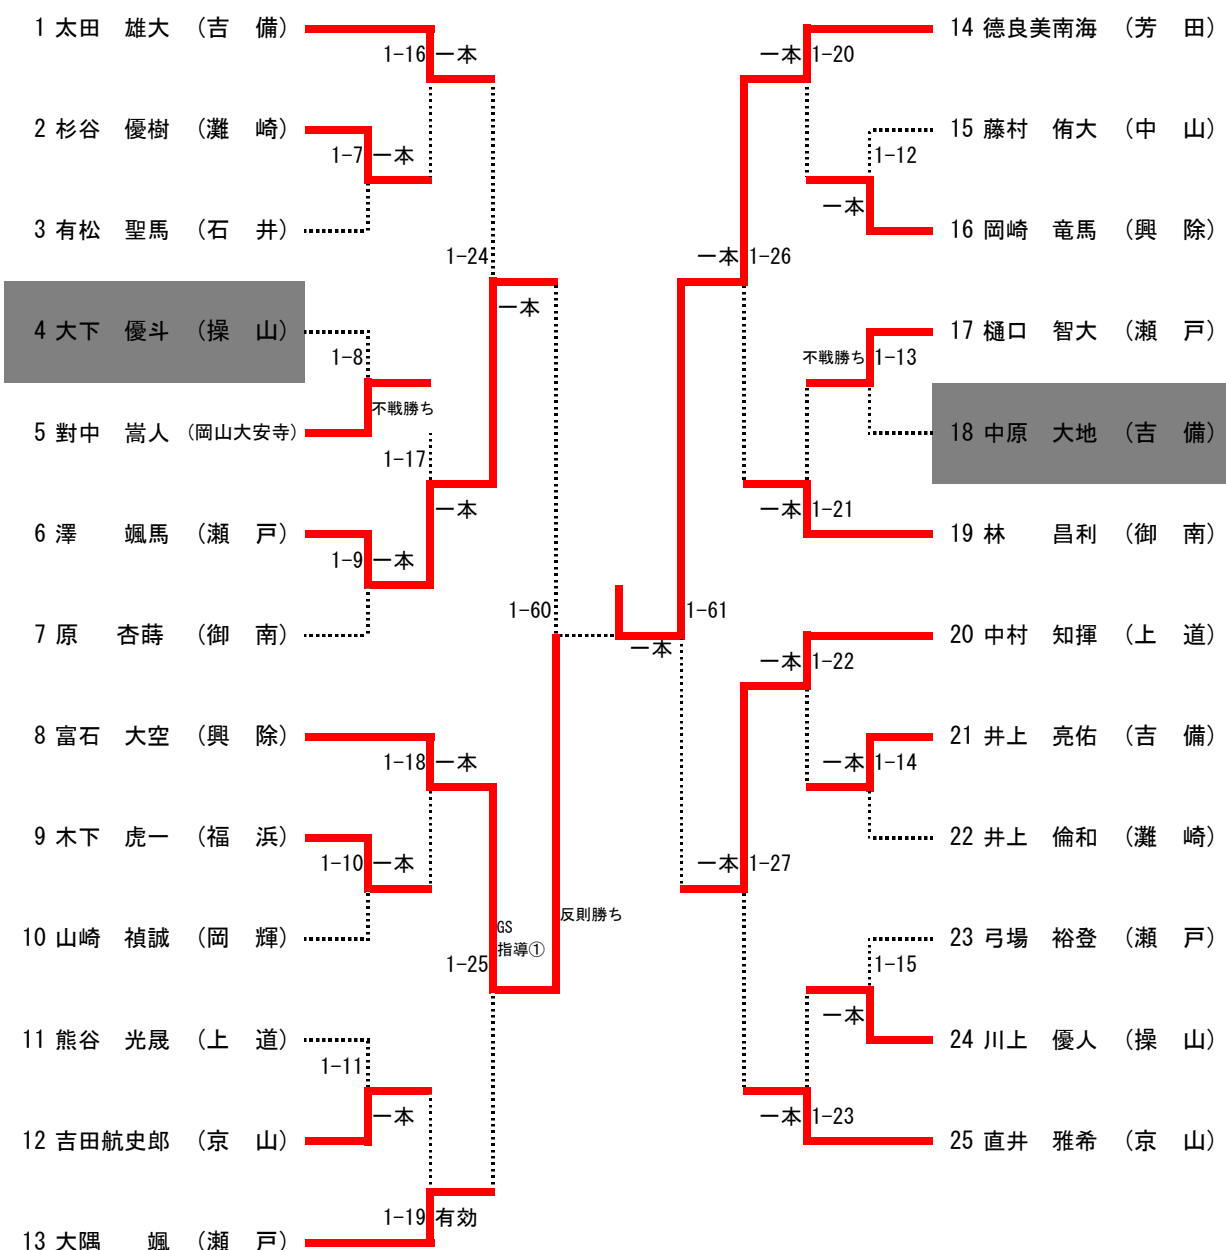 1 太田　雄大 （吉　備）
1-16 一本
2 杉谷　優樹 （灘　崎）
1-7 一本
3 有松　聖馬 （石　井）
1-24
一本
4 大下　優斗 （操　山）
1-8
不戦勝ち
5 對中　嵩人 （岡山大安寺）
1-17
一本
6 澤　　颯馬 （瀬　戸）
1-9 一本
7 原　杏蒔 （御　南）
1-60
8 富石　大空 （興　除）
1-18 一本
9 木下　虎一 （福　浜）
1-10 一本
10 山崎　禎誠 （岡　輝）
反則勝ち
GS
指導①
1-25
11 熊谷　光晟 （上　道）
1-11
一本
12 吉田航史郎 （京　山）
1-19 有効
13 大隅　　颯 （瀬　戸）
14 德良美南海 （芳　田）
一本 1-20
15 藤村　侑大 （中　山）
1-12
一本
16 岡崎　竜馬 （興　除）
一本 1-26
17 樋口　智大 （瀬　戸）
不戦勝ち 1-13
18 中原　大地 （吉　備）
一本 1-21
19 林　　昌利 （御　南）
1-61
一本
20 中村　知揮 （上　道）
一本 1-22
21 井上　亮佑 （吉　備）
一本 1-14
22 井上　倫和 （灘　崎）
一本 1-27
23 弓場　裕登 （瀬　戸）
1-15
一本
24 川上　優人 （操　山）
一本 1-23
25 直井　雅希 （京　山）